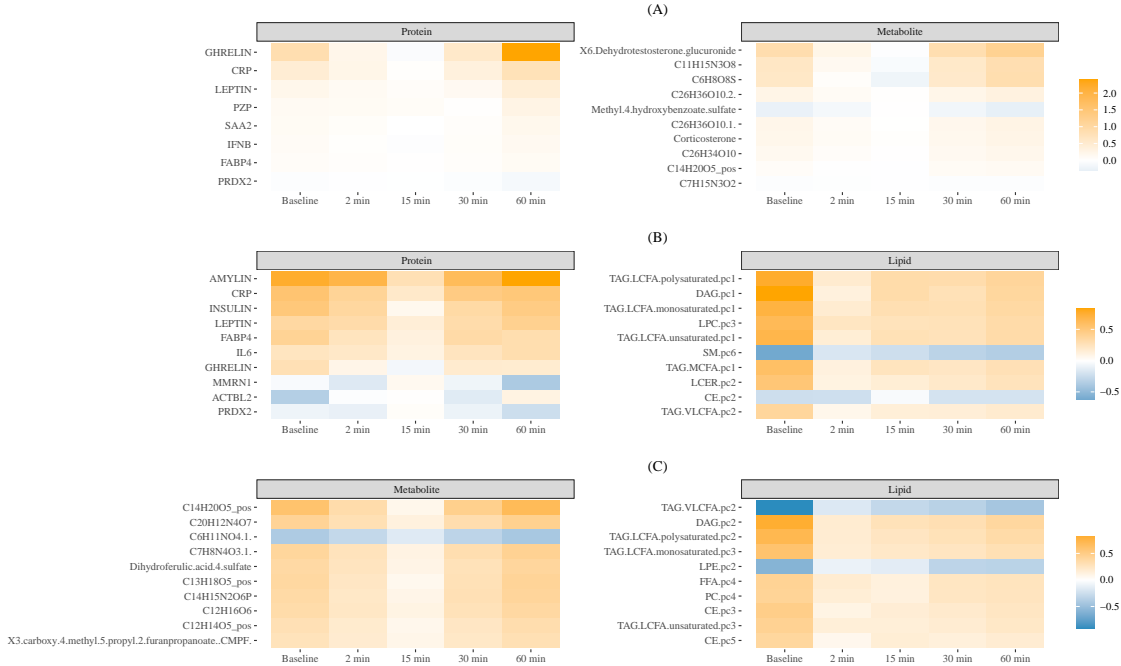 (A)
Protein
GHRELIN
CRP
LEPTIN
PZP
SAA2
IFNB
FABP4
PRDX2
Baseline 2 min 15 min 30 min 60 min
Metabolite
X6.Dehydrotestosterone.glucuronide
C11H15N3O8
C6H8O8S
C26H36O10.2.
Methyl.4.hydroxybenzoate.sulfate
C26H36O10.1.
Corticosterone
C26H34O10
C14H20O5_pos
C7H15N3O2
Baseline 2 min 15 min 30 min 60 min
2.0
1.5
1.0
0.5
0.0
(B)
Protein
AMYLIN
CRP
INSULIN
LEPTIN
FABP4
IL6
GHRELIN
MMRN1
ACTBL2
PRDX2
Baseline 2 min 15 min 30 min 60 min
Lipid
TAG.LCFA.polysaturated.pc1
DAG.pc1
TAG.LCFA.monosaturated.pc1
LPC.pc3
TAG.LCFA.unsaturated.pc1
SM.pc6
TAG.MCFA.pc1
LCER.pc2
CE.pc2
TAG.VLCFA.pc2
Baseline 2 min 15 min 30 min 60 min
0.5
0.0
−0.5
(C)
Metabolite
C14H20O5_pos
C20H12N4O7
C6H11NO4.1.
C7H8N4O3.1.
Dihydroferulic.acid.4.sulfate
C13H18O5_pos
C14H15N2O6P
C12H16O6
C12H14O5_pos
X3.carboxy.4.methyl.5.propyl.2.furanpropanoate..CMPF.
Baseline 2 min 15 min 30 min 60 min
Lipid
TAG.VLCFA.pc2
DAG.pc2
TAG.LCFA.polysaturated.pc2
TAG.LCFA.monosaturated.pc3
LPE.pc2
FFA.pc4
PC.pc4
CE.pc3
TAG.LCFA.unsaturated.pc3
CE.pc5
Baseline 2 min 15 min 30 min 60 min
0.5
0.0
−0.5